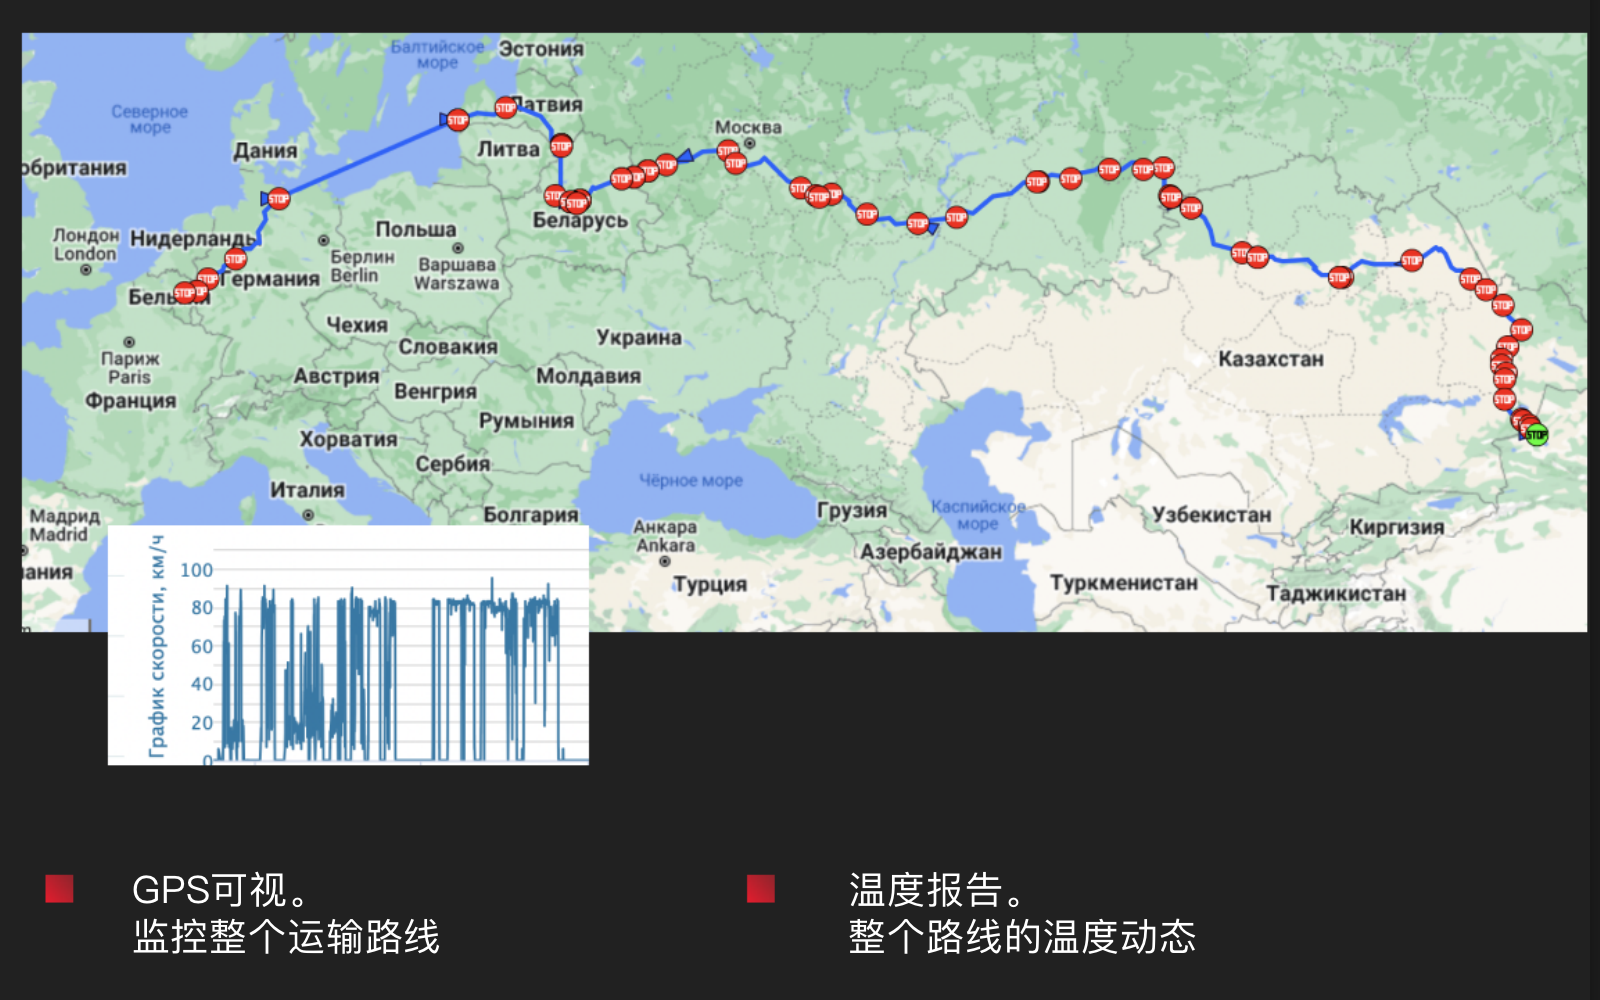 Балтийское
море
Эстония
Северное
море
Латвия
Москва
Дания
Литва
обритания
Беларусь
Лондон
London
Нидерланды
Польша
Берлин
Berlin
Варшава
Warszawa
Германия
Чехия
Украина
Словакия
Париж
Paris
Казахстан
Австрия
Молдавия
Венгрия
Франция
Румыния
Хорватия
Сербия
Чёрное море
Италия
Мадрид
Madrid
Болгария
Грузия
Каспийское
море
Узбекистан
Анкара
Ankara
Киргизия
Азербайджан
ания
Турция
Туркменистан
Таджикистан
STOP
График скорости, км/ч
100
80
60
40
20
0
GPS可视。
监控整个运输路线
温度报告。
整个路线的温度动态